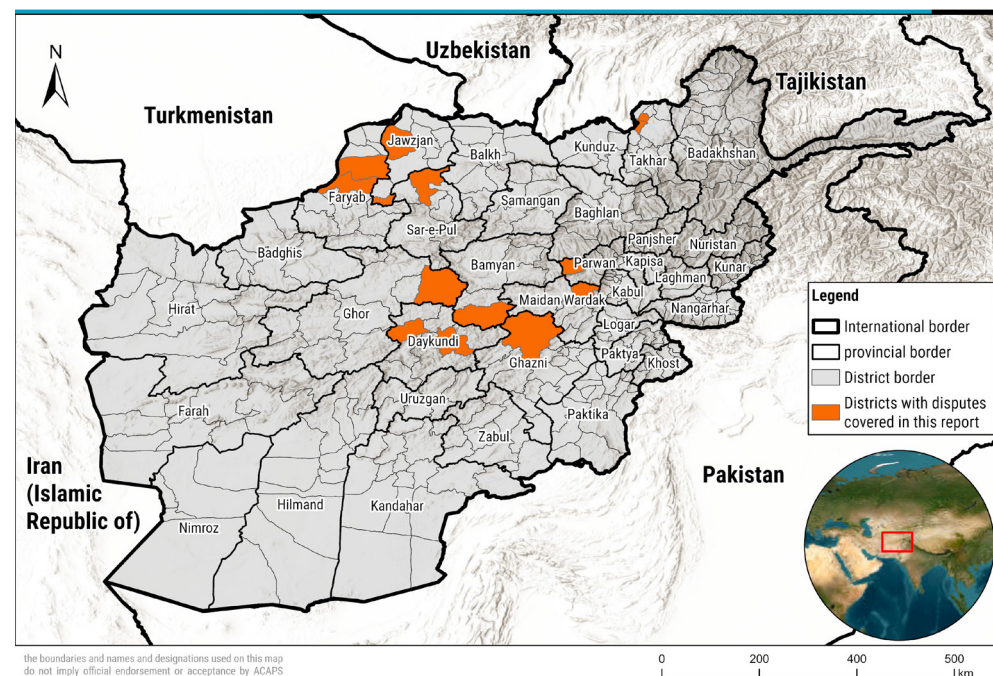 N
Uzbekistan
Tajikistan
Turkmenistan
Jawzjan
Balkh
Kunduz
Takhar
Badakhshan
Faryab
Samangan
Baghlan
Sar-e-Pul
Panjsher
Nuristan
Badghis
Bamyan
Parwan
Kapisa
Kunar
Laghman
Kabul
Hirat
Ghor
Maidan Wardak
Nangarhar
Logar
Daykundi
Ghazni
Paktya
Khost
Uruzgan
Farah
Paktika
Zabul
Iran
(Islamic
Republic of)
Pakistan
Hilmand
Kandahar
Nimroz
Legend
International border
provincial border
District border
Districts with disputes
covered in this report
the boundaries and names and designations used on this map
do not imply official endorsement or acceptance by ACAPS
0 200 400 500
km